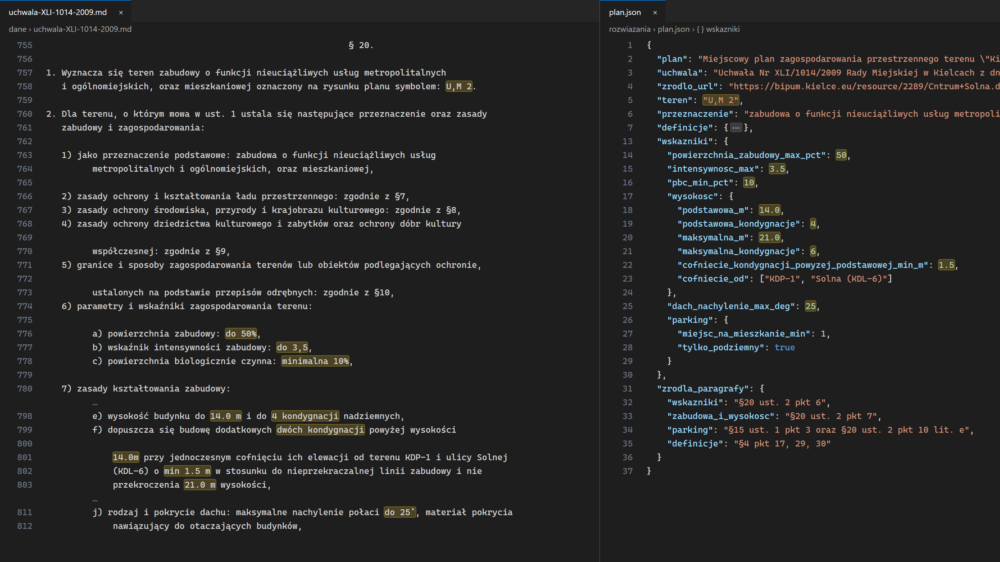 uchwala-XLI-1014-2009.md ×
dane › uchwala-XLI-1014-2009.md
755 § 20.
756
757 1. Wyznacza się teren zabudowy o funkcji nieuciążliwych usług metropolitalnych
758 i ogólnomiejskich, oraz mieszkaniowej oznaczony na rysunku planu symbolem: U,M 2.
759
760 2. Dla terenu, o którym mowa w ust. 1 ustala się następujące przeznaczenie oraz zasady
761 zabudowy i zagospodarowania:
762
763 1) jako przeznaczenie podstawowe: zabudowa o funkcji nieuciążliwych usług
764 metropolitalnych i ogólnomiejskich, oraz mieszkaniowej,
765
766 2) zasady ochrony i kształtowania ładu przestrzennego: zgodnie z §7,
767 3) zasady ochrony środowiska, przyrody i krajobrazu kulturowego: zgodnie z §8,
768 4) zasady ochrony dziedzictwa kulturowego i zabytków oraz ochrony dóbr kultury
769
770 współczesnej: zgodnie z §9,
771 5) granice i sposoby zagospodarowania terenów lub obiektów podlegających ochronie,
772
773 ustalonych na podstawie przepisów odrębnych: zgodnie z §10,
774 6) parametry i wskaźniki zagospodarowania terenu:
775
776 a) powierzchnia zabudowy: do 50%,
777 b) wskaźnik intensywności zabudowy: do 3,5,
778 c) powierzchnia biologicznie czynna: minimalna 10%,
779
780 7) zasady kształtowania zabudowy:
…
798 e) wysokość budynku do 14.0 m i do 4 kondygnacji nadziemnych,
799 f) dopuszcza się budowę dodatkowych dwóch kondygnacji powyżej wysokości
800
801 14.0m przy jednoczesnym cofnięciu ich elewacji od terenu KDP-1 i ulicy Solnej
802 (KDL-6) o min 1.5 m w stosunku do nieprzekraczalnej linii zabudowy i nie
803 przekroczenia 21.0 m wysokości,
…
811 j) rodzaj i pokrycie dachu: maksymalne nachylenie połaci do 25°, materiał pokrycia
812 nawiązujący do otaczających budynków,
plan.json ×
rozwiazania › plan.json › { } wskazniki
1 {
2 "plan": "Miejscowy plan zagospodarowania przestrzennego terenu \"Ki
3 "uchwala": "Uchwała Nr XLI/1014/2009 Rady Miejskiej w Kielcach z dn
4 "zrodlo_url": "https://bipum.kielce.eu/resource/2289/Cntrum+Solna.d
5 "teren": "U,M 2",
6 "przeznaczenie": "zabudowa o funkcji nieuciążliwych usług metropoli
7 "definicje": {⋯},
13 "wskazniki": {
14 "powierzchnia_zabudowy_max_pct": 50,
15 "intensywnosc_max": 3.5,
16 "pbc_min_pct": 10,
17 "wysokosc": {
18 "podstawowa_m": 14.0,
19 "podstawowa_kondygnacje": 4,
20 "maksymalna_m": 21.0,
21 "maksymalna_kondygnacje": 6,
22 "cofniecie_kondygnacji_powyzej_podstawowej_min_m": 1.5,
23 "cofniecie_od": ["KDP-1", "Solna (KDL-6)"]
24 },
25 "dach_nachylenie_max_deg": 25,
26 "parking": {
27 "miejsc_na_mieszkanie_min": 1,
28 "tylko_podziemny": true
29 }
30 },
31 "zrodla_paragrafy": {
32 "wskazniki": "§20 ust. 2 pkt 6",
33 "zabudowa_i_wysokosc": "§20 ust. 2 pkt 7",
34 "parking": "§15 ust. 1 pkt 3 oraz §20 ust. 2 pkt 10 lit. e",
35 "definicje": "§4 pkt 17, 29, 30"
36 }
37 }